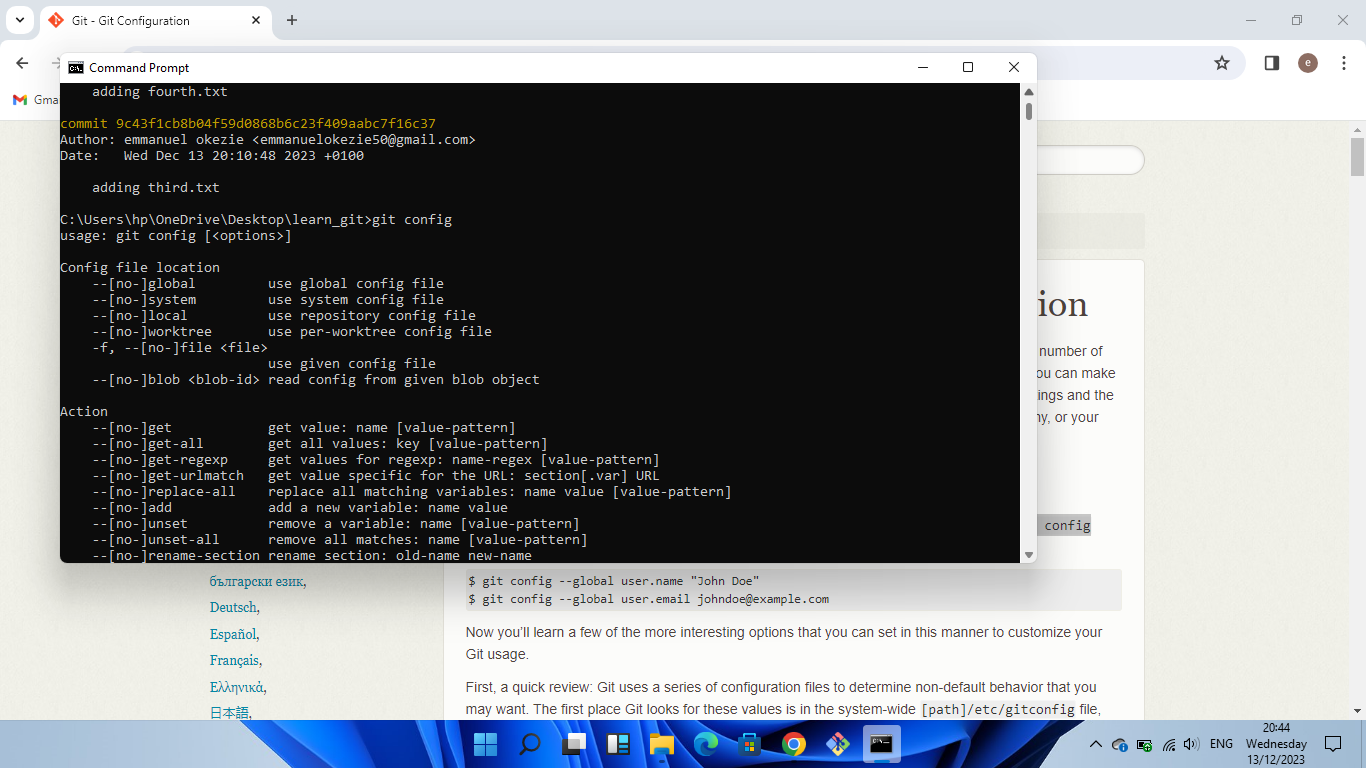 Git - Git Configuration
Gma
Command Prompt
adding fourth.txt
commit 9c43f1cb8b04f59d0868b6c23f409aabc7f16c37
Author: emmanuel okezie <emmanuelokezie50@gmail.com>
Date:   Wed Dec 13 20:10:48 2023 +0100
adding third.txt
C:\Users\hp\OneDrive\Desktop\learn_git>git config
usage: git config [<options>]
Config file location
--[no-]global         use global config file
--[no-]system         use system config file
--[no-]local          use repository config file
--[no-]worktree       use per-worktree config file
-f, --[no-]file <file>
use given config file
--[no-]blob <blob-id> read config from given blob object
Action
--[no-]get            get value: name [value-pattern]
--[no-]get-all        get all values: key [value-pattern]
--[no-]get-regexp     get values for regexp: name-regex [value-pattern]
--[no-]get-urlmatch   get value specific for the URL: section[.var] URL
--[no-]replace-all    replace all matching variables: name value [value-pattern]
--[no-]add            add a new variable: name value
--[no-]unset          remove a variable: name [value-pattern]
--[no-]unset-all      remove all matches: name [value-pattern]
--[no-]rename-section rename section: old-name new-name
e
ion
number of
ou can make
ings and the
ny, or your
config
български език,
Deutsch,
Español,
Français,
Ελληνικά,
日本語,
$ git config --global user.name "John Doe"
$ git config --global user.email johndoe@example.com
Now you'll learn a few of the more interesting options that you can set in this manner to customize your
Git usage.
First, a quick review: Git uses a series of configuration files to determine non-default behavior that you
may want. The first place Git looks for these values is in the system-wide [path]/etc/gitconfig file,
ENG
20:44
Wednesday
13/12/2023